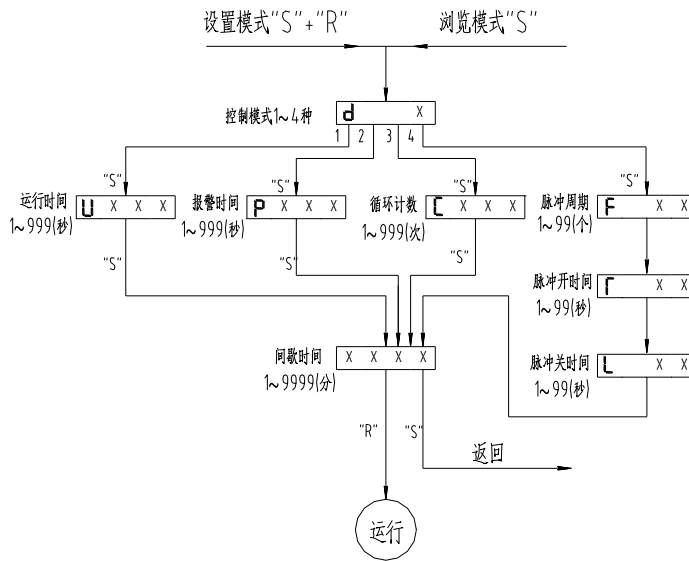 设置模式"S"+"R"
浏览模式"S"
控制模式1~4种
d X
1 2 3 4
"S" "S" "S" "S"
运行时间
1~999(秒)
U X X X
报警时间
1~999(秒)
P X X X
循环计数
1~999(次)
C X X X
脉冲周期
1~99(个)
F X X
"S" "S" "S"
脉冲开时间
1~99(秒)
Γ X X
间歇时间
1~9999(分)
X X X X
脉冲关时间
1~99(秒)
L X X
"R" "S"
返回
运行